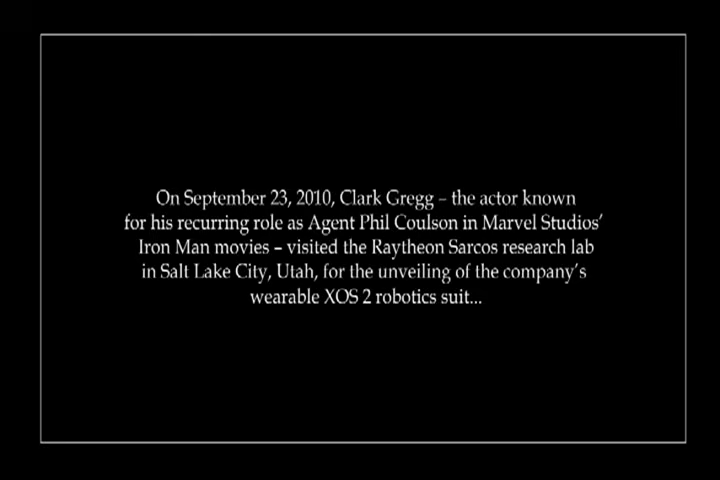 On September 23, 2010, Clark Gregg – the actor known
for his recurring role as Agent Phil Coulson in Marvel Studios’
Iron Man movies – visited the Raytheon Sarcos research lab
in Salt Lake City, Utah, for the unveiling of the company’s
wearable XOS 2 robotics suit...